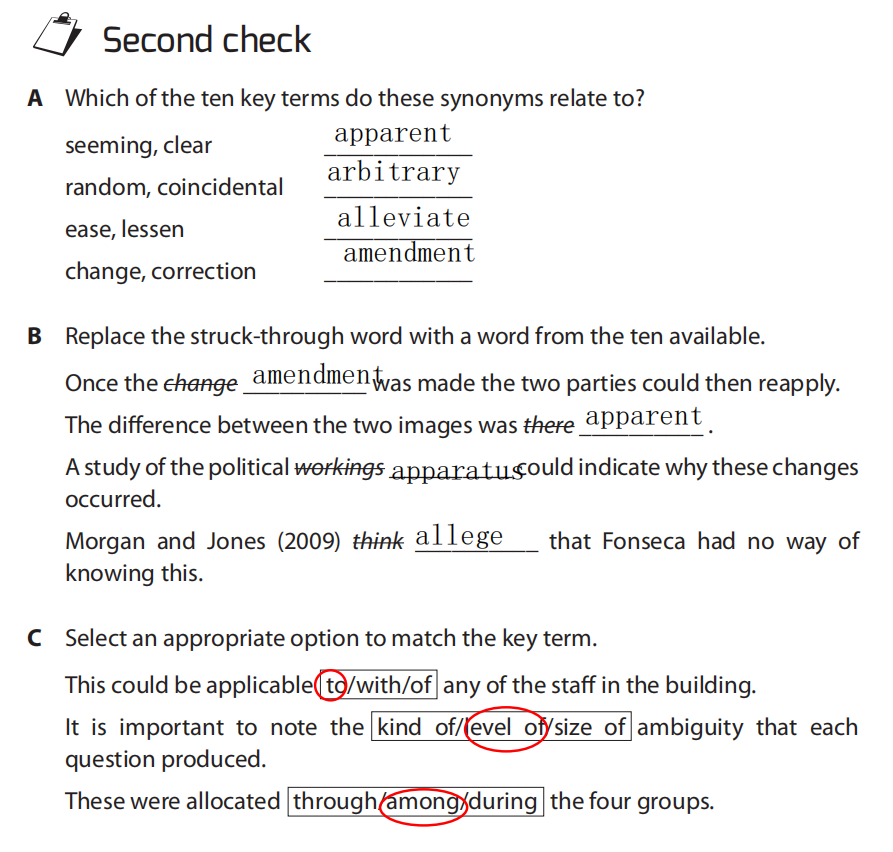 Second check
A Which of the ten key terms do these synonyms relate to?
seeming, clear apparent
random, coincidental arbitrary
ease, lessen alleviate
change, correction amendment
B Replace the struck-through word with a word from the ten available.
Once the change amendment was made the two parties could then reapply.
The difference between the two images was there apparent.
A study of the political workings apparatus could indicate why these changes
occurred.
Morgan and Jones (2009) think allege that Fonseca had no way of
knowing this.
C Select an appropriate option to match the key term.
This could be applicable to/with/of any of the staff in the building.
It is important to note the kind of/level of/size of ambiguity that each
question produced.
These were allocated through/among/during the four groups.